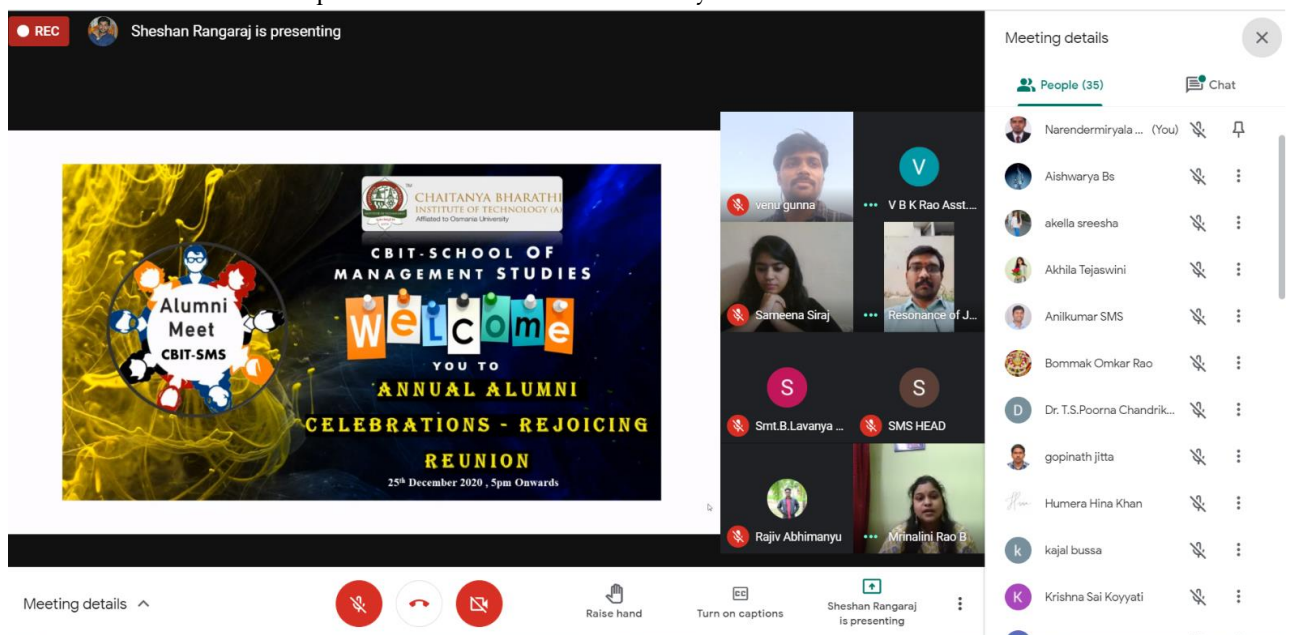 REC
Sheshan Rangaraj is presenting
Meeting details
People (35)
Chat
CHAITANYA BHARATHI
INSTITUTE OF TECHNOLOGY (A)
Affiliated to Osmania University
CBIT-SCHOOL OF
MANAGEMENT STUDIES
Welcome
YOU TO
ANNUAL ALUMNI
CELEBRATIONS - REJOICING
REUNION
25th December 2020 , 5pm Onwards
Alumni
Meet
CBIT-SMS
venu gunna
V
V B K Rao Asst....
Sameena Siraj
Resonance of J...
S
Smt.B.Lavanya ...
S
SMS HEAD
Rajiv Abhimanyu
Mrinalini Rao B
Narendermiryala ... (You)
Aishwarya Bs
akella sreesha
Akhila Tejaswini
Anilkumar SMS
Bommak Omkar Rao
D
Dr. T.S.Poorna Chandrik...
gopinath jitta
Humera Hina Khan
k
kajal bussa
K
Krishna Sai Koyyati
Meeting details
Raise hand
CC
Turn on captions
Sheshan Rangaraj
is presenting